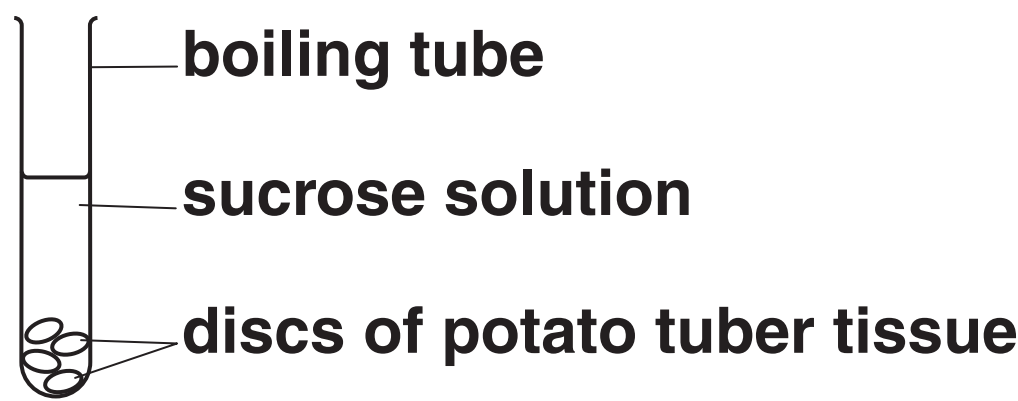 boiling tube
sucrose solution
discs of potato tuber tissue